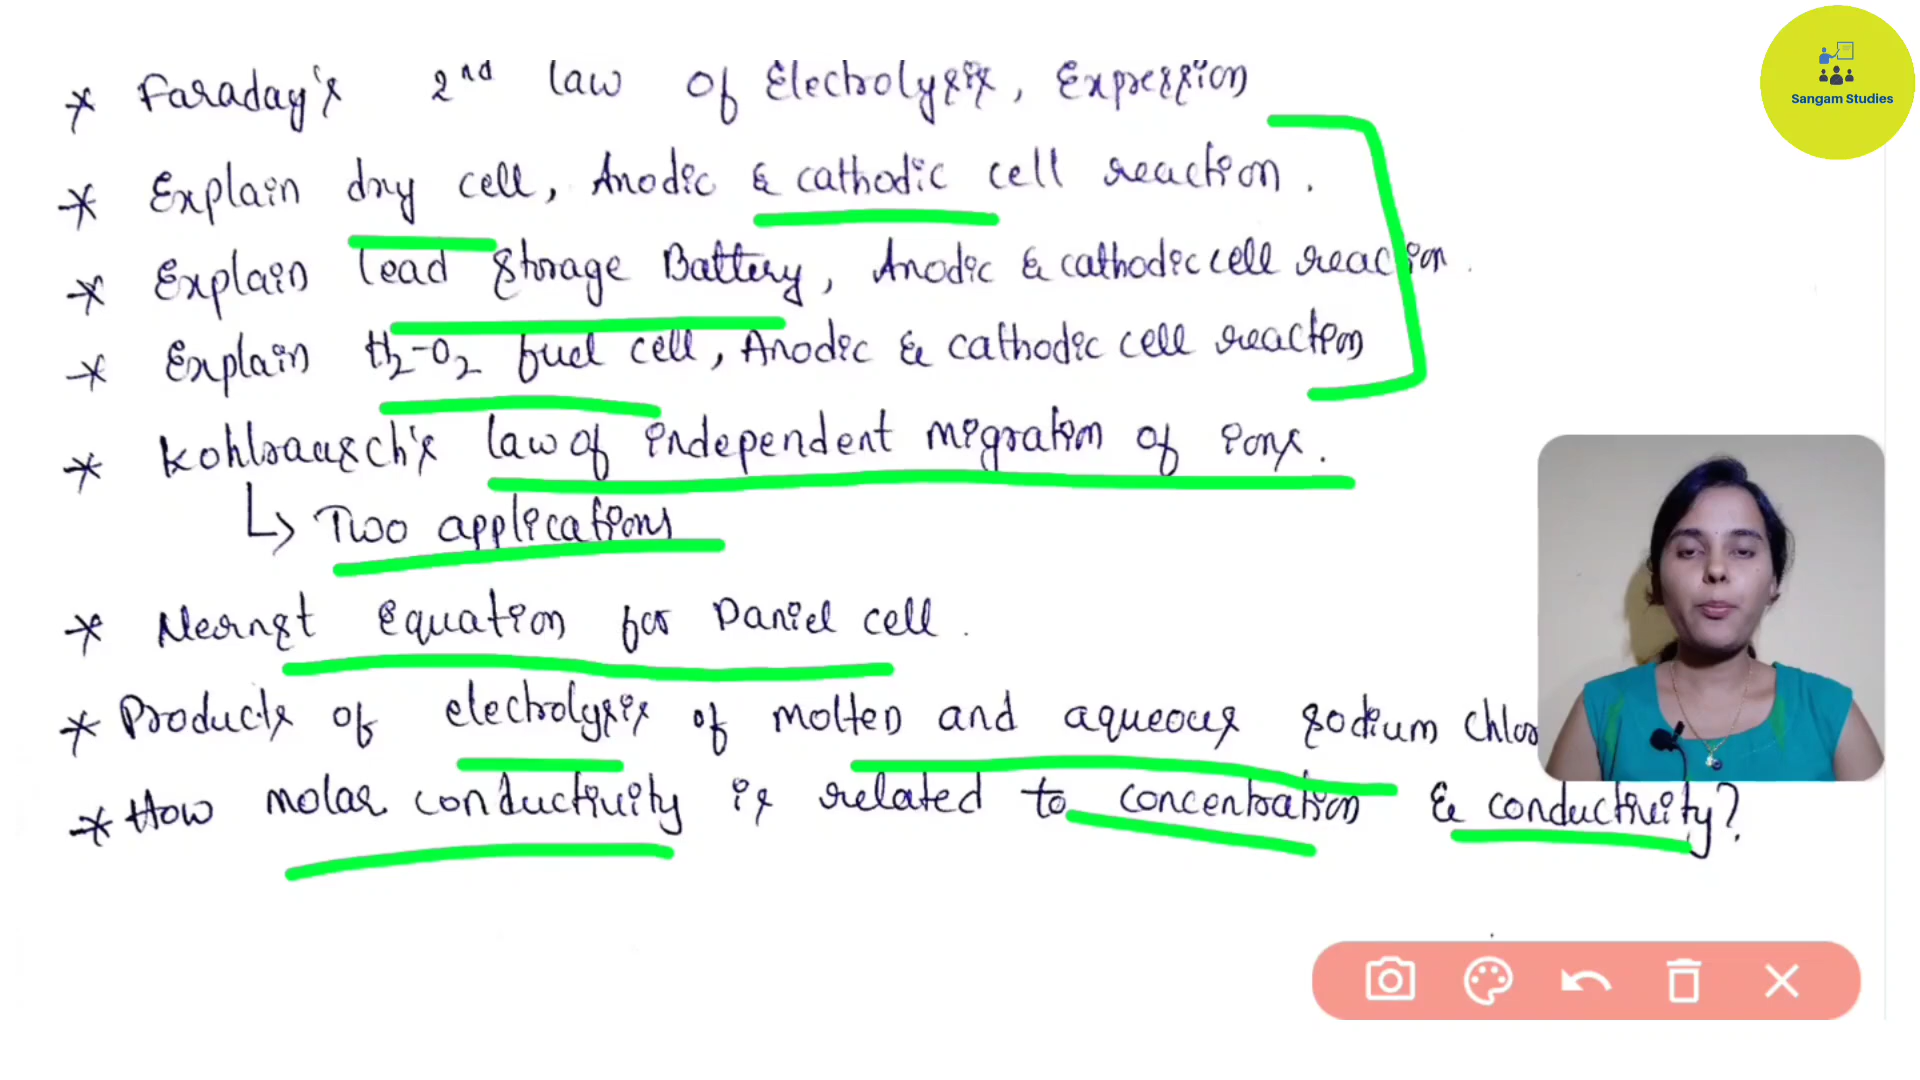 * Faraday's 2nd law of Electrolysis, Expression
Sangam Studies
* Explain dry cell, Anodic & cathodic cell reaction.
* Explain lead storage Battery, Anodic & cathodic cell reaction.
* Explain H2-O2 fuel cell, Anodic & cathodic cell reaction
* Kohlrausch's law of independent migration of ions.
↳ Two applications
* Nernst equation for Daniel cell.
* Products of electrolysis of molten and aqueous sodium chlor
* How molar conductivity is related to concentration & conductivity?